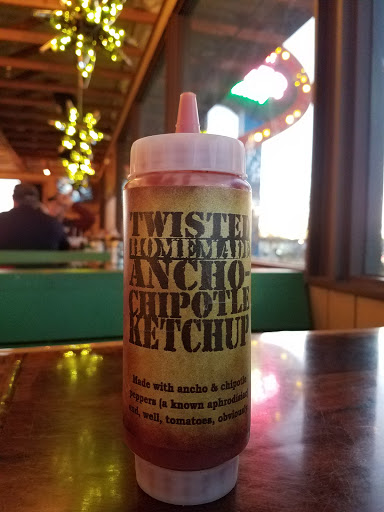 TWISTED
HOMEMADE
ANCHO-
CHIPOTLE
KETCHUP
Made with ancho & chipotle
peppers (a known aphrodisiac)
and, well, tomatoes, obviously